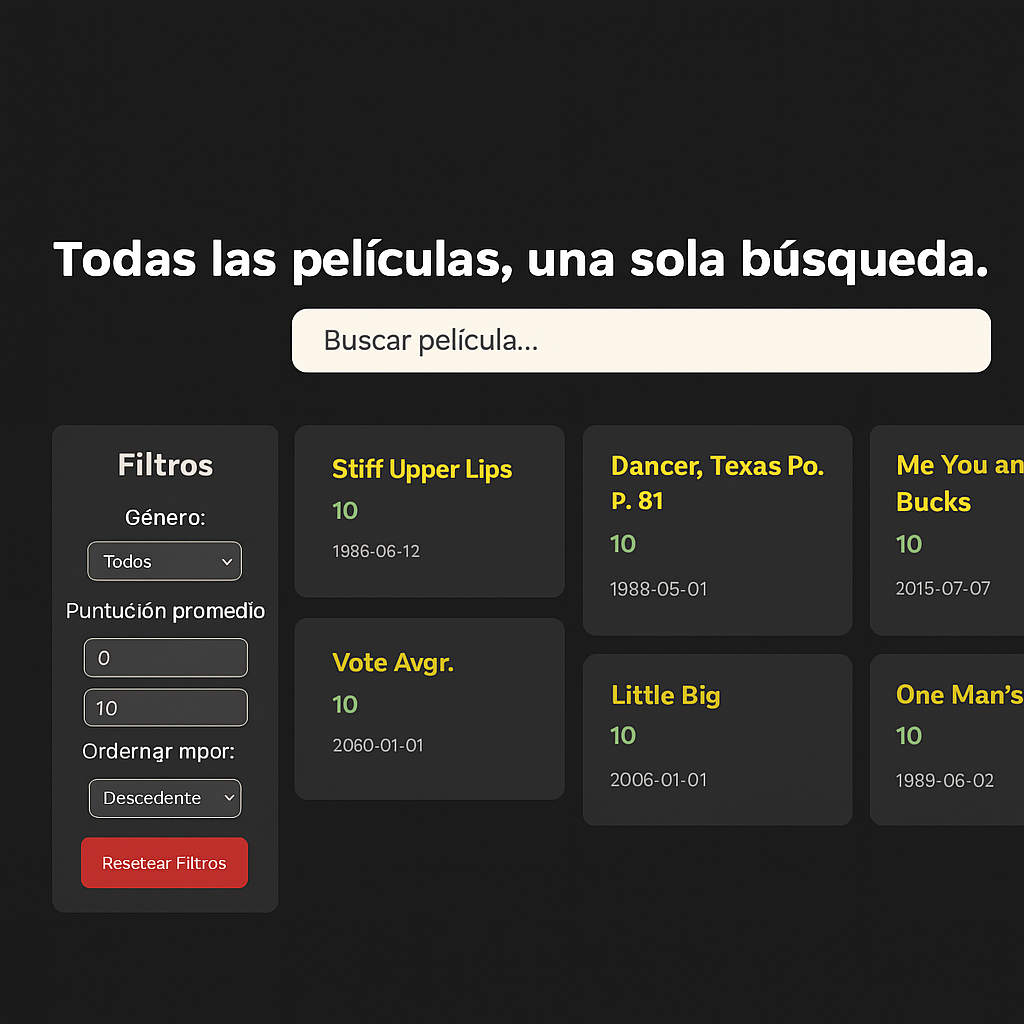 Todas las películas, una sola búsqueda.
Buscar película...
Filtros
Género:
Todos
Puntución promedio
0
10
Ordernar mpor:
Descedente
Resetear Filtros
Stiff Upper Lips
10
1986-06-12
Dancer, Texas Po.
P. 81
10
1988-05-01
Me You an
Bucks
10
2015-07-07
Vote Avgr.
10
2060-01-01
Little Big
10
2006-01-01
One Man's
10
1989-06-02